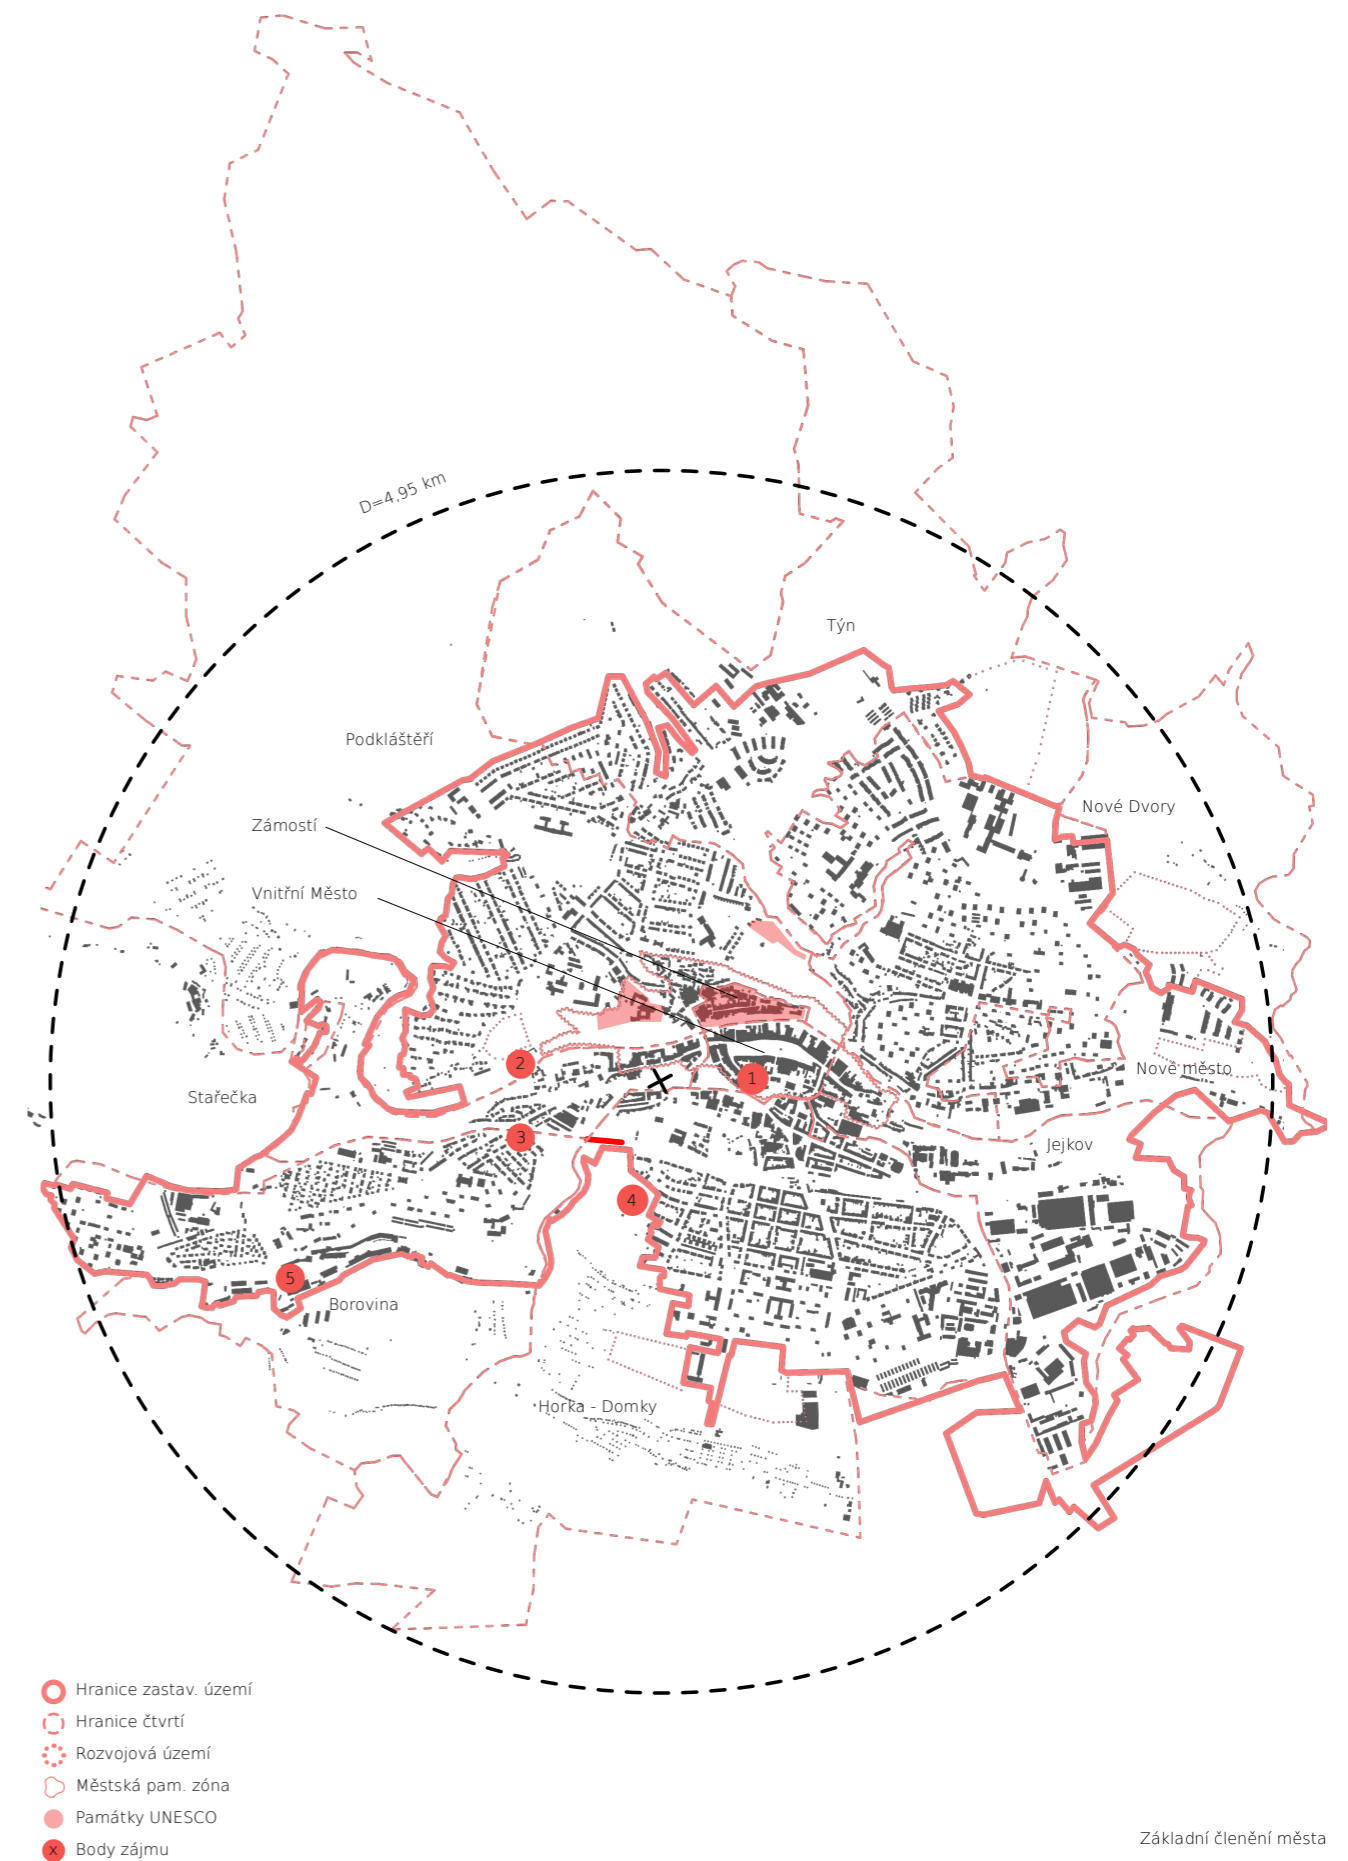 D=4,95 km
Týn
Podkláštěří
Nové Dvory
Zámostí
Vnitřní Město
2
1
Nové město
Stařečka
3
Jejkov
4
5
Borovina
Horka - Domky
Hranice zastav. území
Hranice čtvrtí
Rozvojová území
Městská pam. zóna
Památky UNESCO
x Body zájmu
Základní členění města